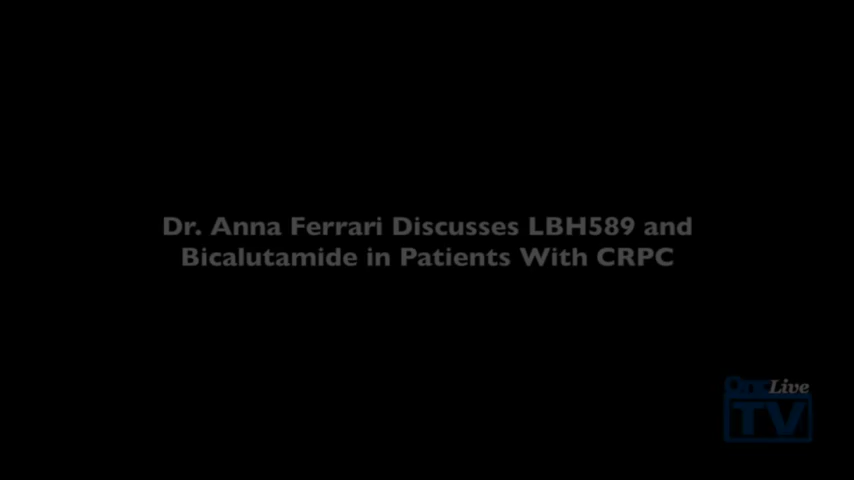 Dr. Anna Ferrari Discusses LBH589 and
Bicalutamide in Patients With CRPC
OncLive
TV